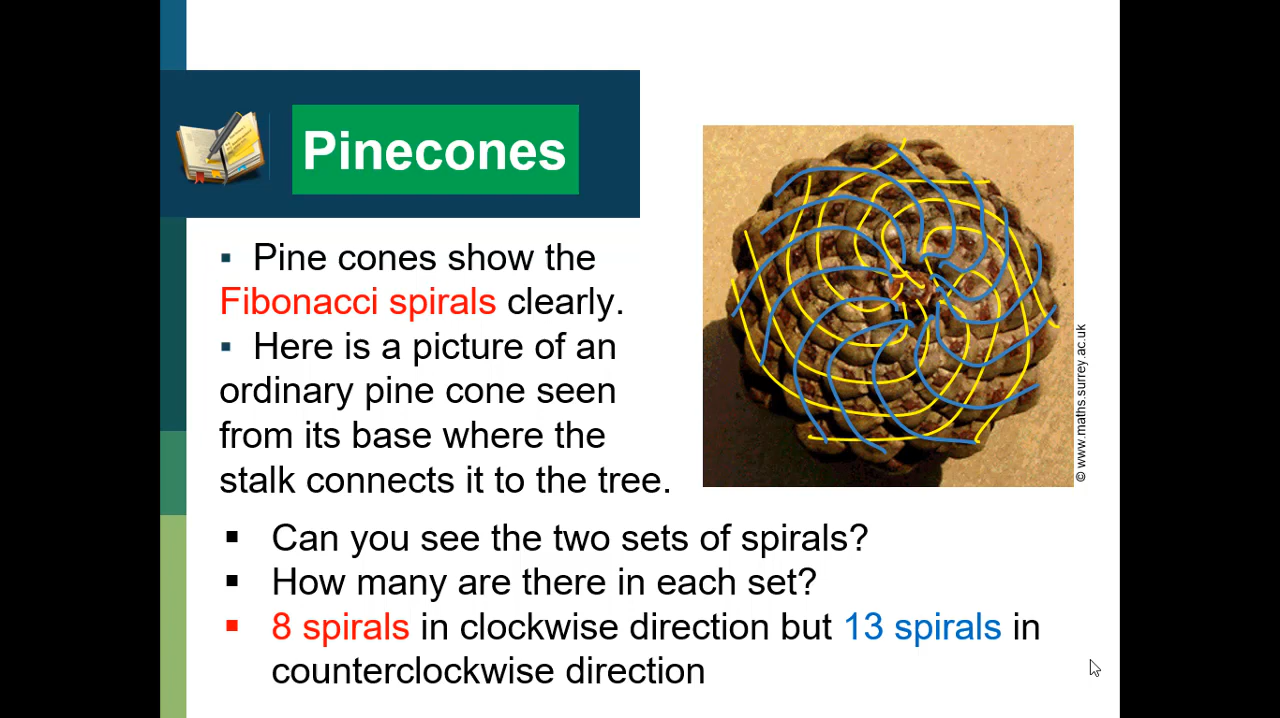 Pinecones
▪ Pine cones show the
Fibonacci spirals clearly.
▪ Here is a picture of an
ordinary pine cone seen
from its base where the
stalk connects it to the tree.
© www.maths.surrey.ac.uk
▪ Can you see the two sets of spirals?
▪ How many are there in each set?
▪ 8 spirals in clockwise direction but 13 spirals in
counterclockwise direction